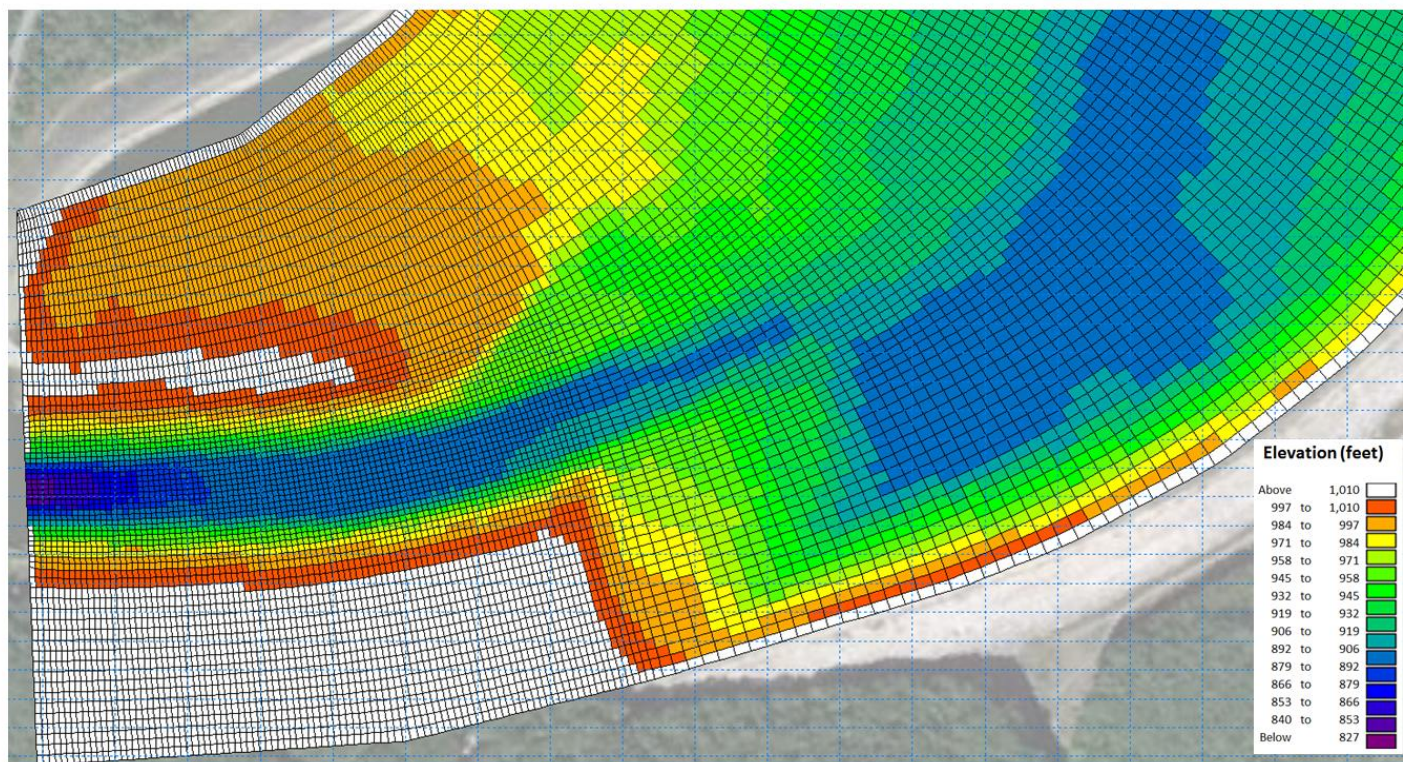 Elevation (feet)
Above 1,010
997 to 1,010
984 to 997
971 to 984
958 to 971
945 to 958
932 to 945
919 to 932
906 to 919
892 to 906
879 to 892
866 to 879
853 to 866
840 to 853
Below 827